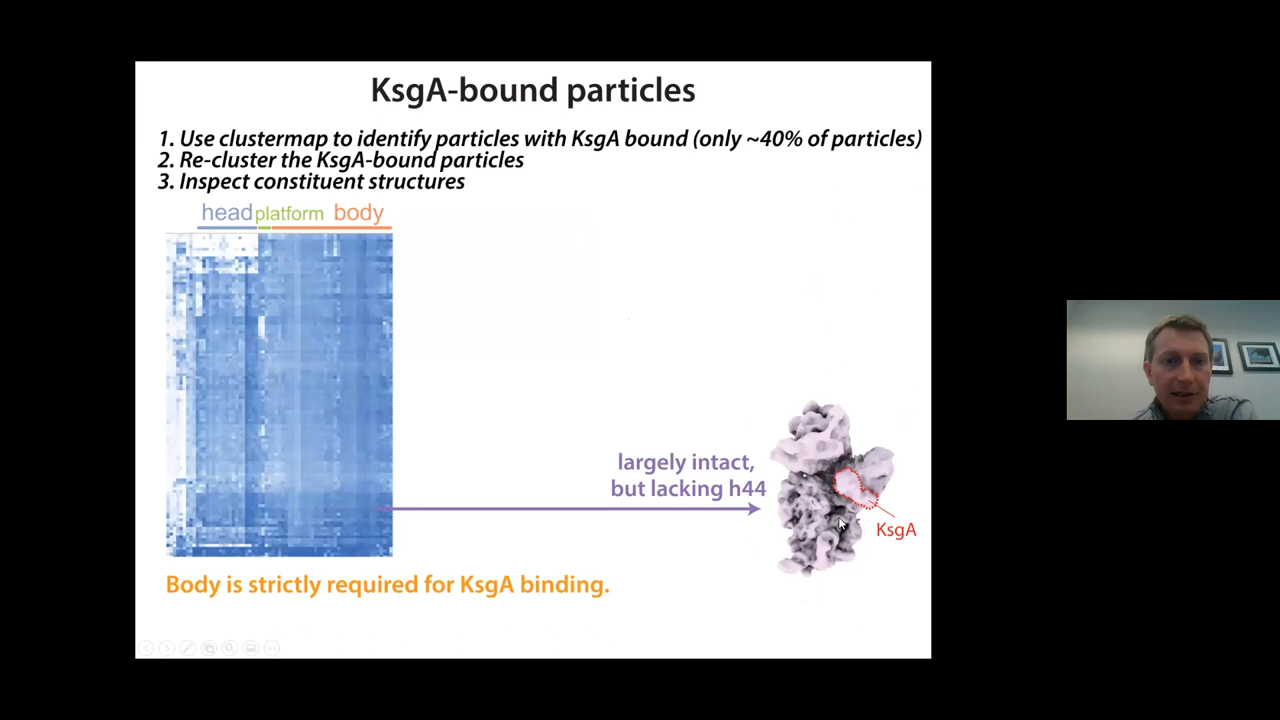 KsgA-bound particles
1. Use clustermap to identify particles with KsgA bound (only ~40% of particles)
2. Re-cluster the KsgA-bound particles
3. Inspect constituent structures
head platform body
largely intact,
but lacking h44
KsgA
Body is strictly required for KsgA binding.